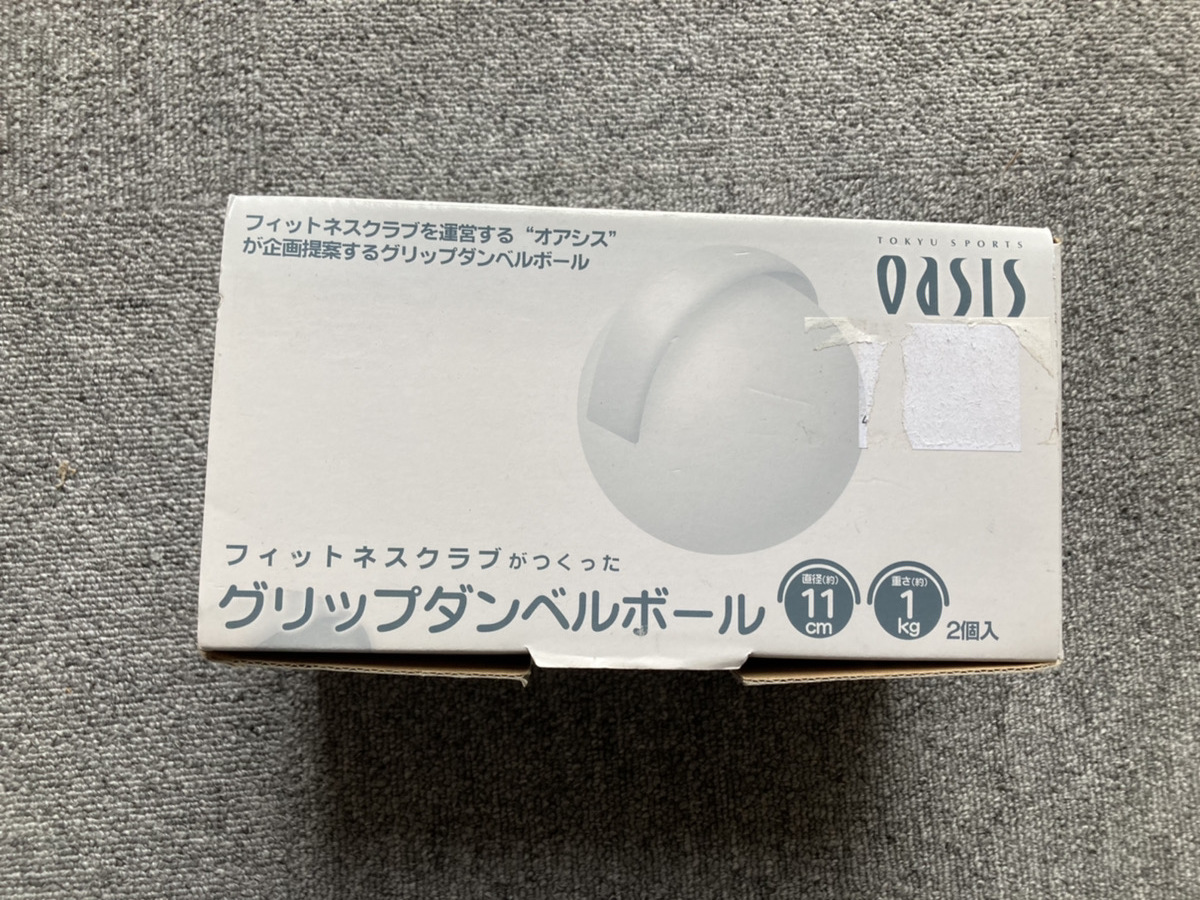 フィットネスクラブを運営する“オアシス”
が企画提案するグリップダンベルボール
TOKYU SPORTS
OASIS
フィットネスクラブがつくった
グリップダンベルボール
直径(約)
11
cm
重さ(約)
1
kg
2個入